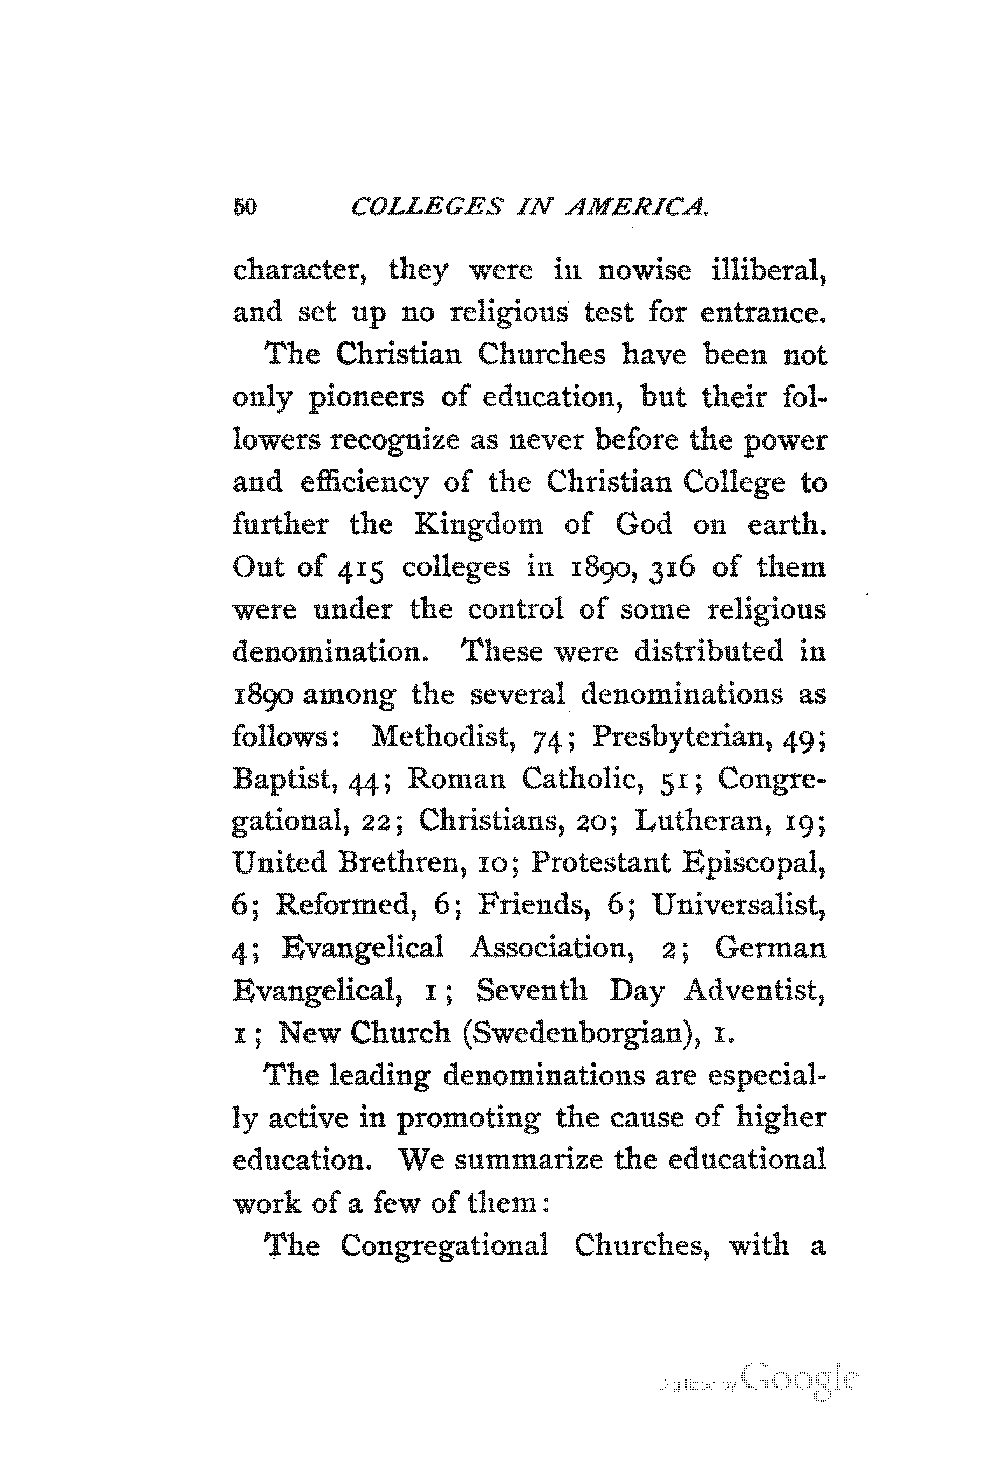 50 COLLEGES IN AMERICA.
character, they were in nowise illiberal,
and set up no religious test for entrance.
The Christian Churches have been not
only pioneers of education, but their fol-
lowers recognize as never before the power
and efficiency of the Christian College to
further the Kingdom of God on earth.
Out of 415 colleges in 1890, 316 of them
were under the control of some religious
denomination. These were distributed in
1890 among the several denominations as
follows: Methodist, 74; Presbyterian, 49;
Baptist, 44; Roman Catholic, 51; Congre-
gational, 22; Christians, 20; Lutheran, 19;
United Brethren, 10; Protestant Episcopal,
6; Reformed, 6; Friends, 6; Universalist,
4; Evangelical Association, 2; German
Evangelical, 1; Seventh Day Adventist,
1; New Church (Swedenborgian), 1.
The leading denominations are especial-
ly active in promoting the cause of higher
education. We summarize the educational
work of a few of them:
The Congregational Churches, with a
Digitized by Google